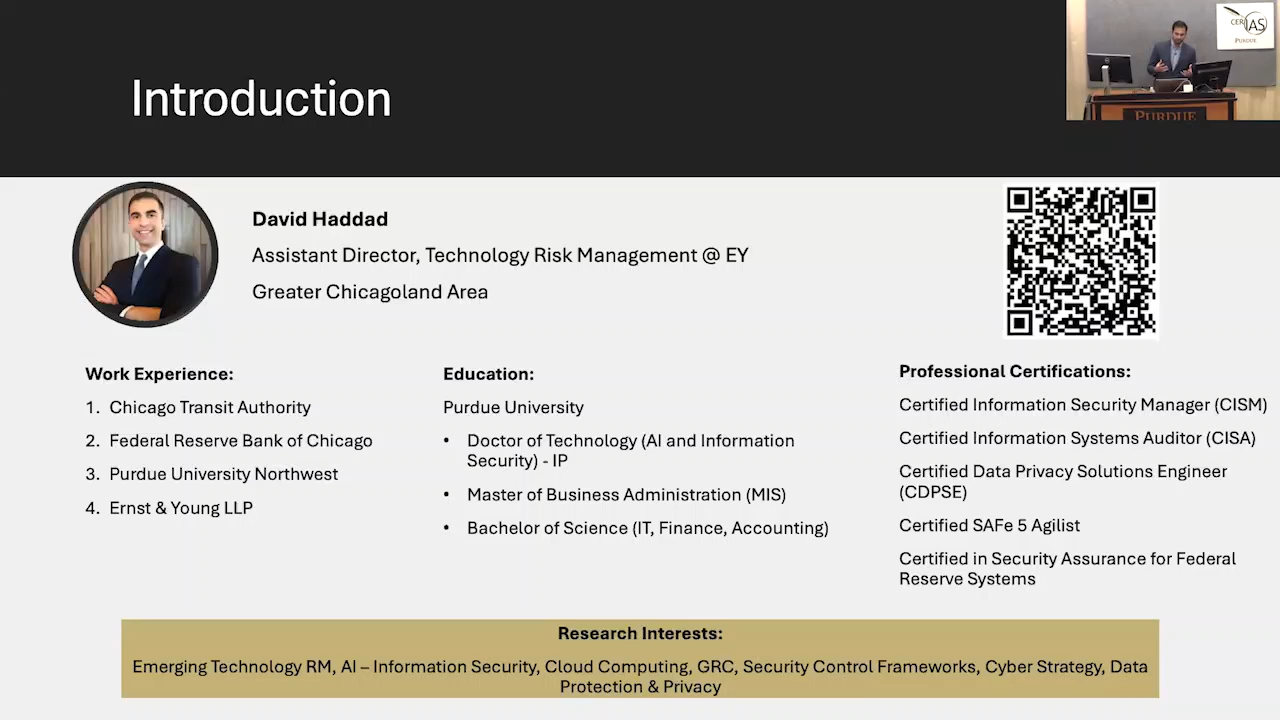 Introduction
CERIAS
PURDUE
PURDUE
David Haddad
Assistant Director, Technology Risk Management @ EY
Greater Chicagoland Area
Work Experience:
1. Chicago Transit Authority
2. Federal Reserve Bank of Chicago
3. Purdue University Northwest
4. Ernst & Young LLP
Education:
Purdue University
• Doctor of Technology (AI and Information
Security) - IP
• Master of Business Administration (MIS)
• Bachelor of Science (IT, Finance, Accounting)
Professional Certifications:
Certified Information Security Manager (CISM)
Certified Information Systems Auditor (CISA)
Certified Data Privacy Solutions Engineer
(CDPSE)
Certified SAFe 5 Agilist
Certified in Security Assurance for Federal
Reserve Systems
Research Interests:
Emerging Technology RM, AI – Information Security, Cloud Computing, GRC, Security Control Frameworks, Cyber Strategy, Data
Protection & Privacy